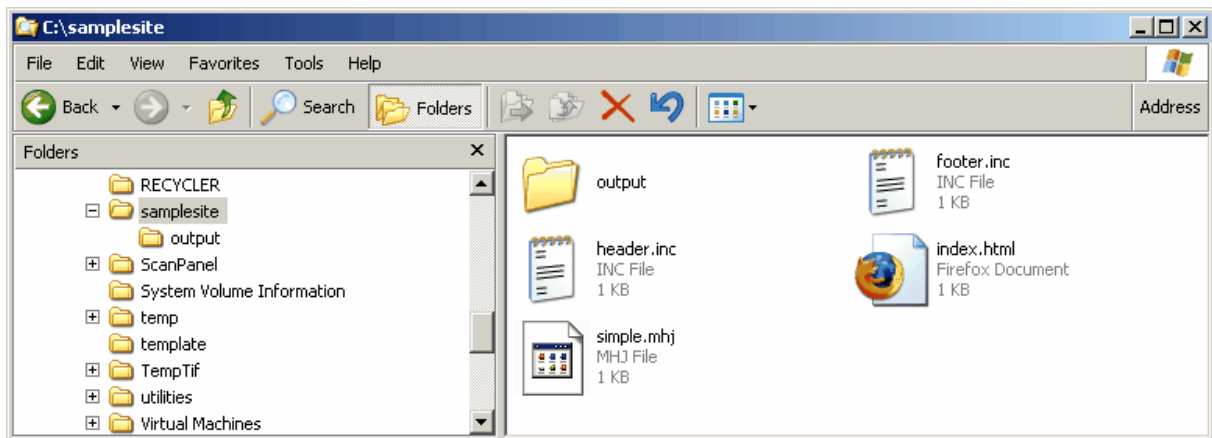 C:\samplesite
File Edit View Favorites Tools Help
Back Search Folders Address
Folders
RECYCLER
samplesite
output
ScanPanel
System Volume Information
temp
template
TempTif
utilities
Virtual Machines
output
footer.inc
INC File
1 KB
header.inc
INC File
1 KB
index.html
Firefox Document
1 KB
simple.mhj
MHJ File
1 KB